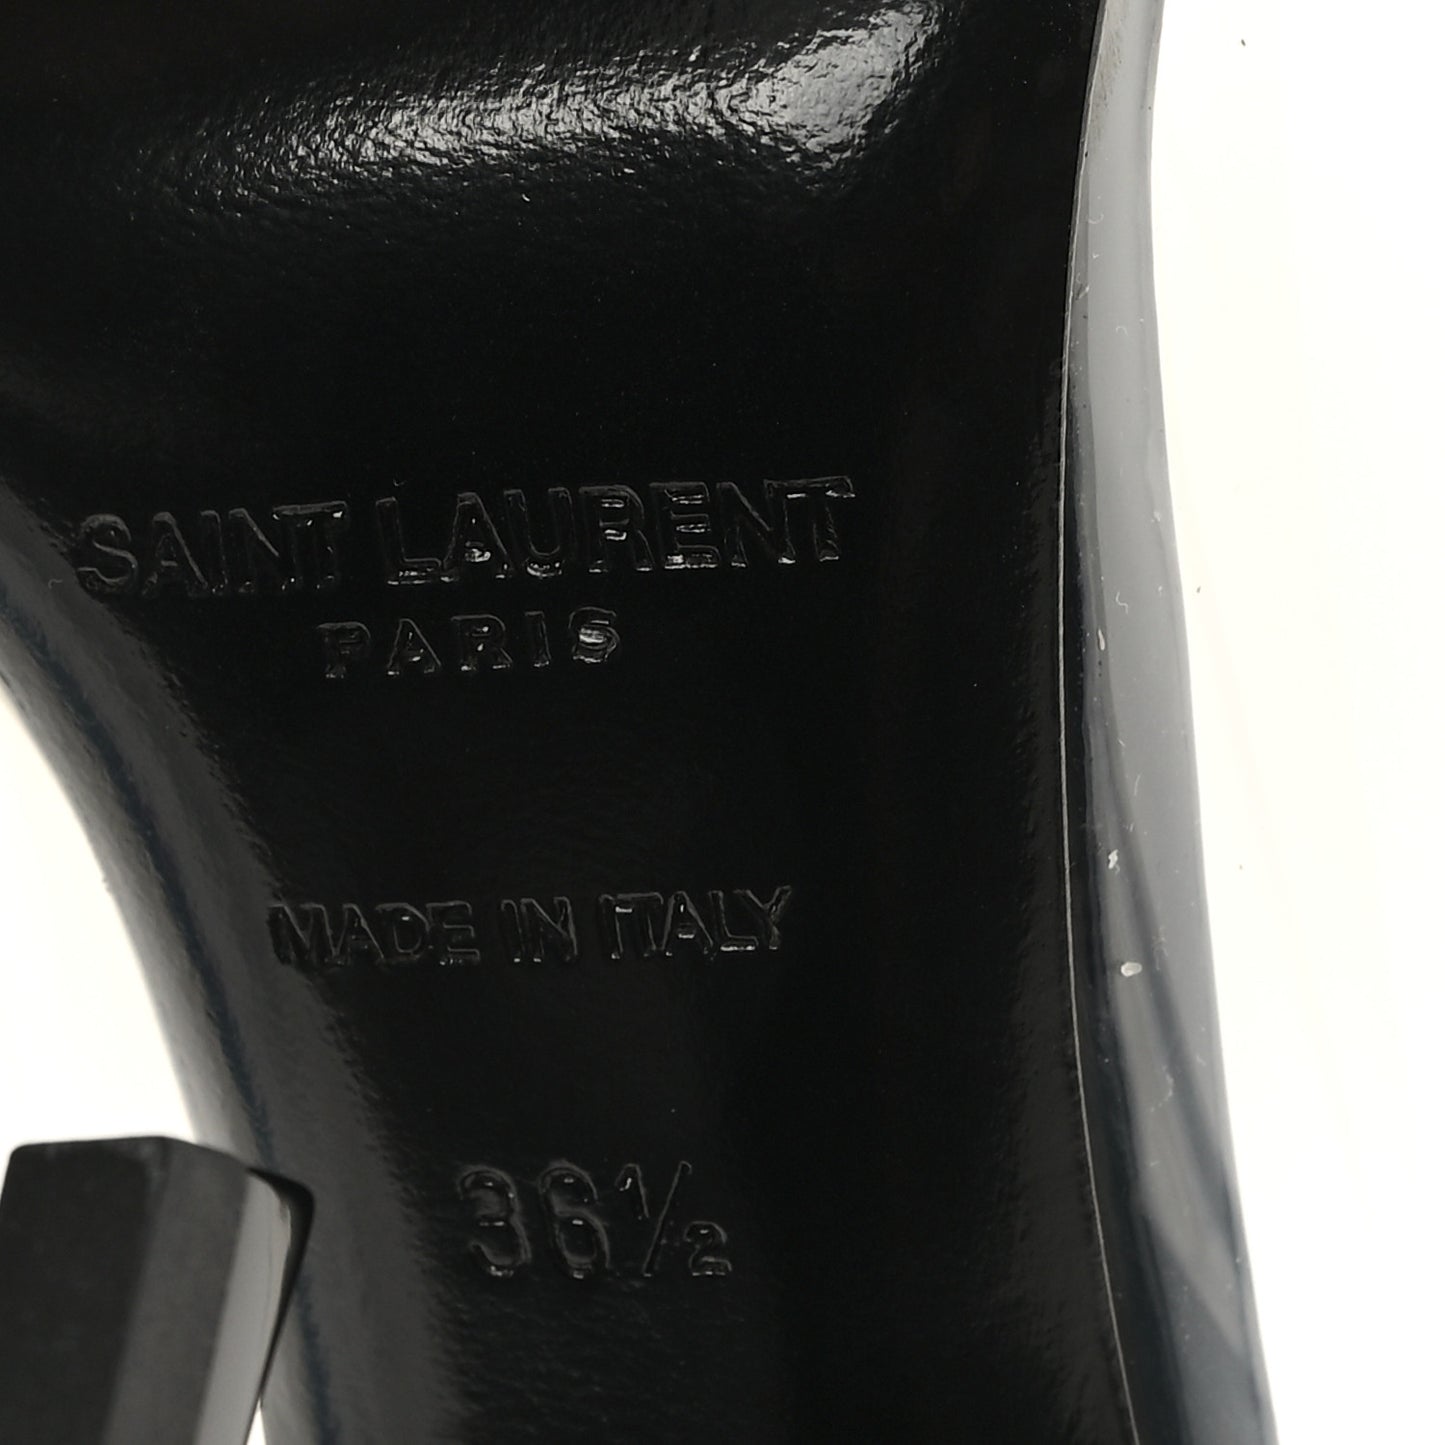 SAINT LAURENT
PARIS
MADE IN ITALY
36½